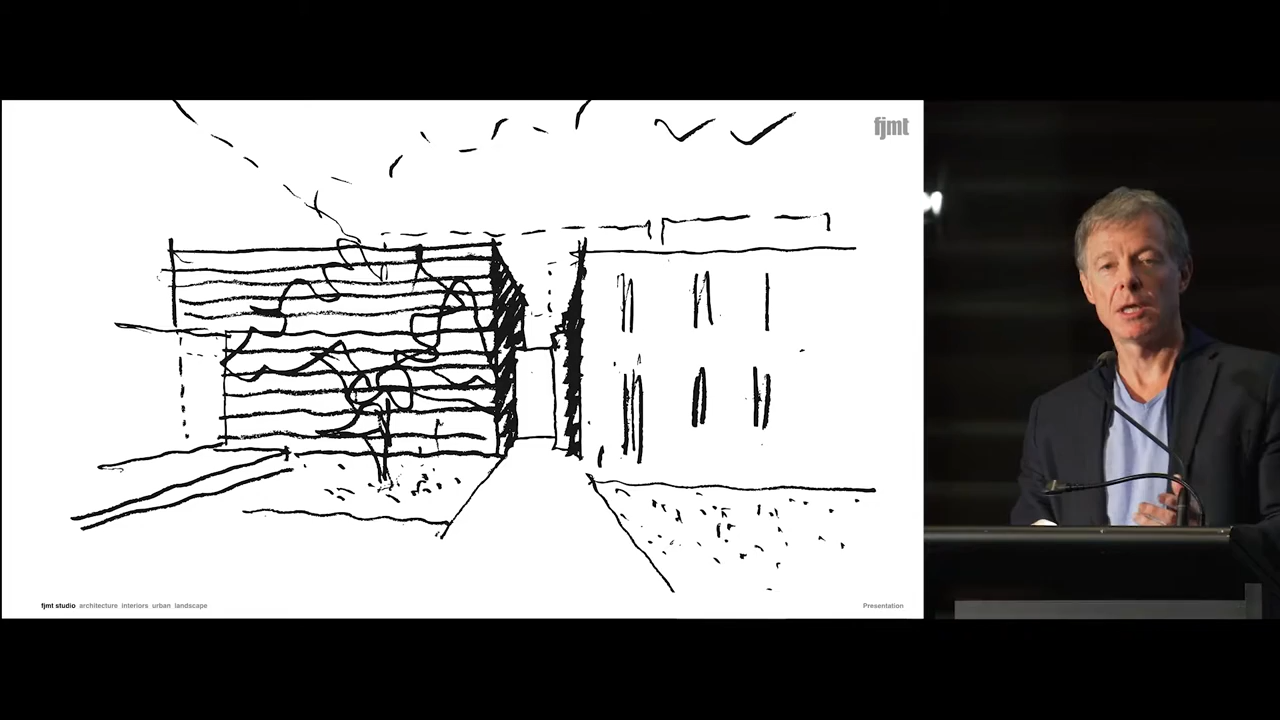 fjmt
fjmt studio architecture interiors urban landscape
Presentation